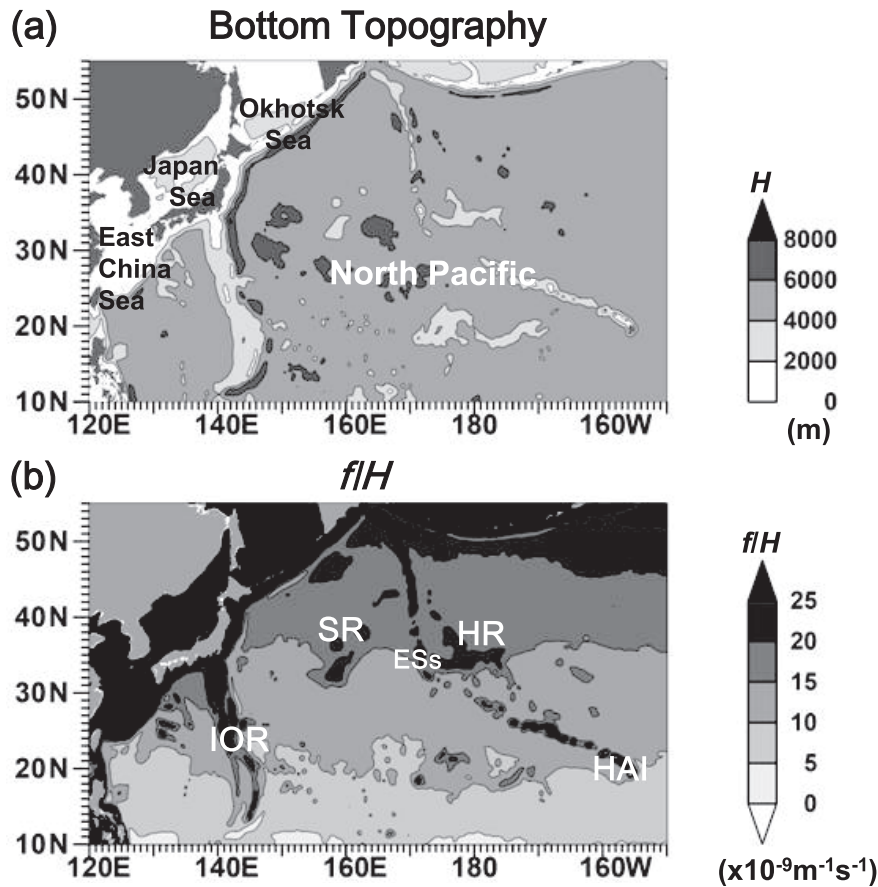 (a) Bottom Topography
50N
Okhotsk
Sea
40N
Japan
Sea
30N
East
China
Sea
North Pacific
20N
10N
120E 140E 160E 180 160W
H
8000
6000
4000
2000
0
(m)
(b) f/H
50N
40N
SR HR
ESs
30N
IOR
20N
HAI
10N
120E 140E 160E 180 160W
f/H
25
20
15
10
5
0
(x10⁻⁹m⁻¹s⁻¹)